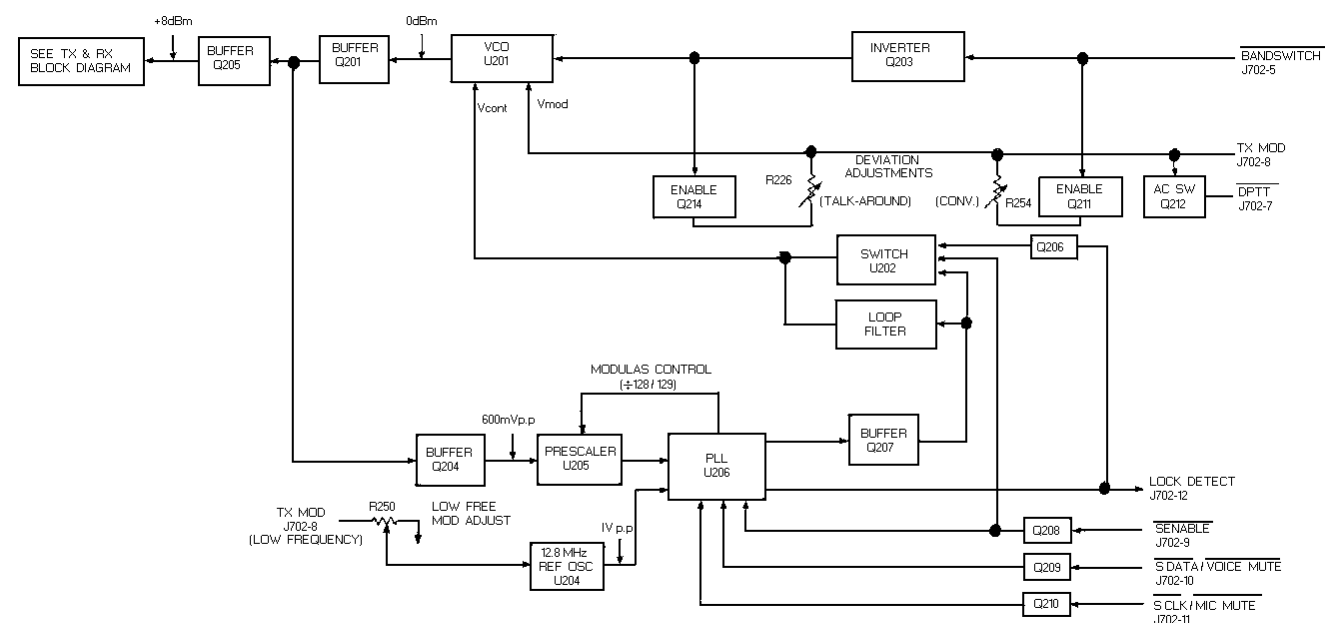 +8dBm
0dBm
SEE TX & RX
BLOCK DIAGRAM
BUFFER
Q205
BUFFER
Q201
VCO
U201
INVERTER
Q203
BANDSWITCH
J702-5
Vcont
Vmod
TX MOD
J702-8
DEVIATION
ADJUSTMENTS
ENABLE
Q214
R226
(TALK-AROUND)
(CONV.)
R254
ENABLE
Q211
AC SW
Q212
DPTT
J702-7
SWITCH
U202
Q206
LOOP
FILTER
MODULAS CONTROL
(÷128/129)
600mVp.p
BUFFER
Q204
PRESCALER
U205
PLL
U206
BUFFER
Q207
LOCK DETECT
J702-12
TX MOD
J702-8
(LOW FREQUENCY)
R250
LOW FREE
MOD ADJUST
1V p.p
12.8 MHz
REF OSC
U204
Q208
SENABLE
J702-9
Q209
S DATA/VOICE MUTE
J702-10
Q210
S CLK/MIC MUTE
J702-11